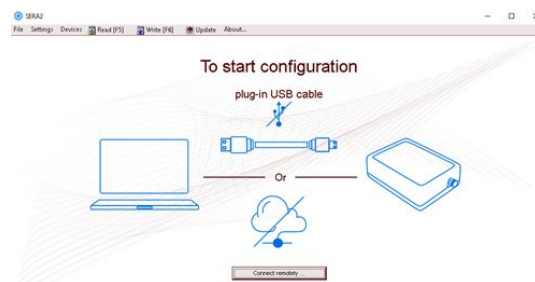 SERA2
File Settings Devices Read [F5] Write [F6] Update About...
To start configuration
plug-in USB cable
Or
Connect remotely ...